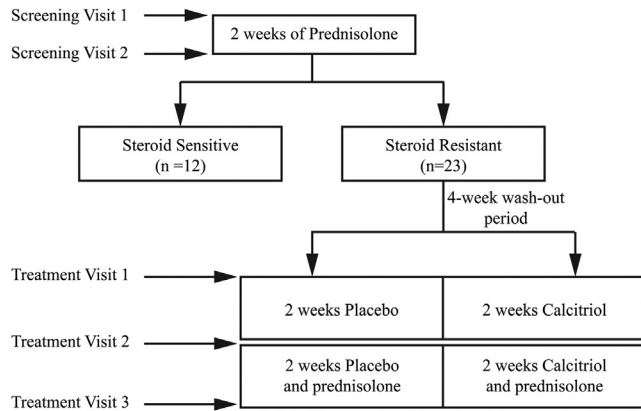 Screening Visit 1
2 weeks of Prednisolone
Screening Visit 2
Steroid Sensitive
(n =12)
Steroid Resistant
(n=23)
4-week wash-out
period
Treatment Visit 1
2 weeks Placebo
2 weeks Calcitriol
Treatment Visit 2
2 weeks Placebo
and prednisolone
2 weeks Calcitriol
and prednisolone
Treatment Visit 3